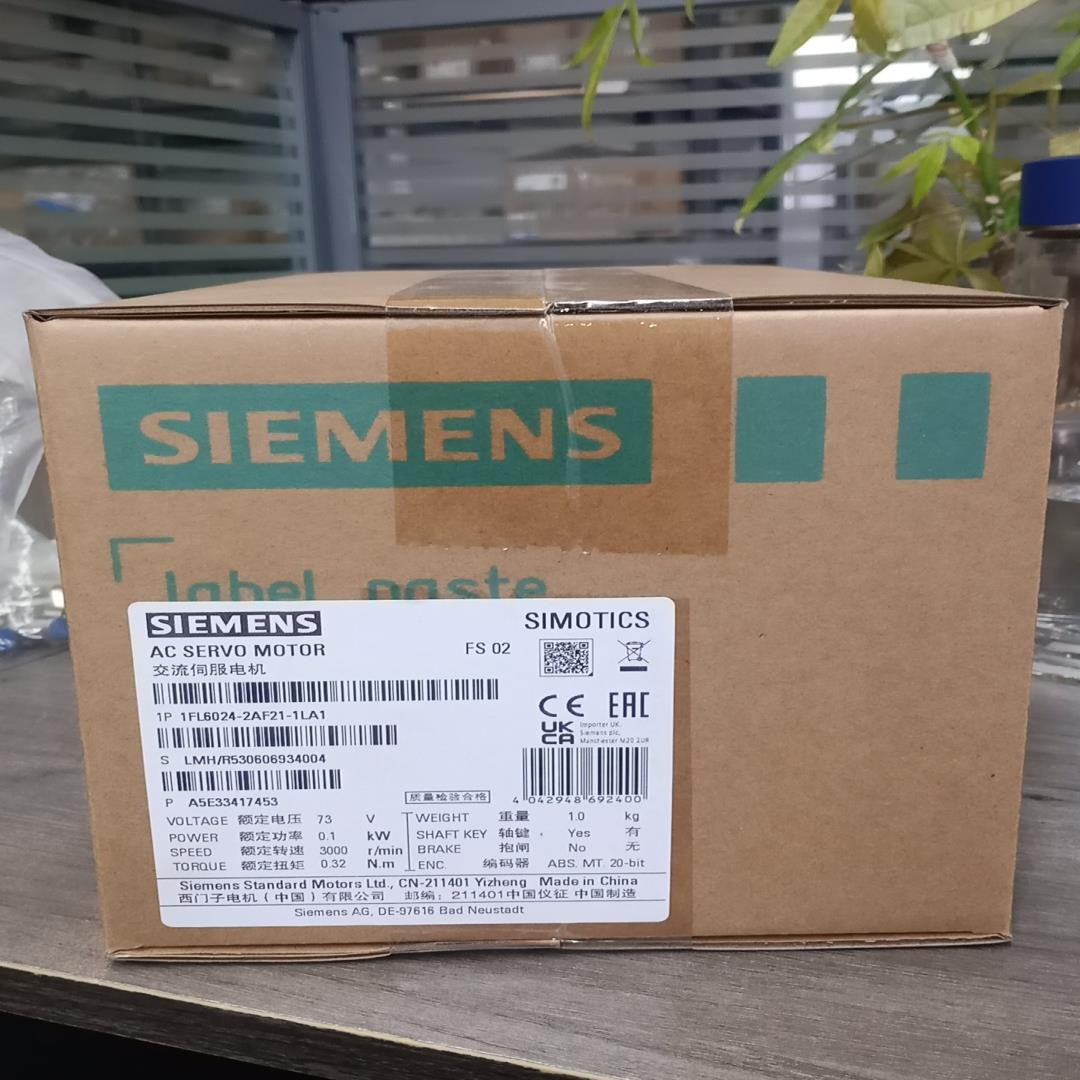 SIEMENS
label paste
SIEMENS
SIMOTICS
AC SERVO MOTOR
FS 02
交流伺服电机
1P 1FL6024-2AF21-1LA1
CE EAC
UK CA
Importer UK,
Siemens plc,
Manchester M20 2UR
S LMH/R530606934004
P A5E33417453
质量检验合格
4 042948 692400
VOLTAGE 额定电压 73 V
POWER 额定功率 0.1 kW
SPEED 额定转速 3000 r/min
TORQUE 额定扭矩 0.32 N.m
WEIGHT 重量 1.0 kg
SHAFT KEY 轴键 Yes 有
BRAKE 抱闸 No 无
ENC. 编码器 ABS. MT. 20-bit
Siemens Standard Motors Ltd., CN-211401 Yizheng Made in China
西门子电机（中国）有限公司 邮编：211401中国仪征 中国制造
Siemens AG, DE-97616 Bad Neustadt